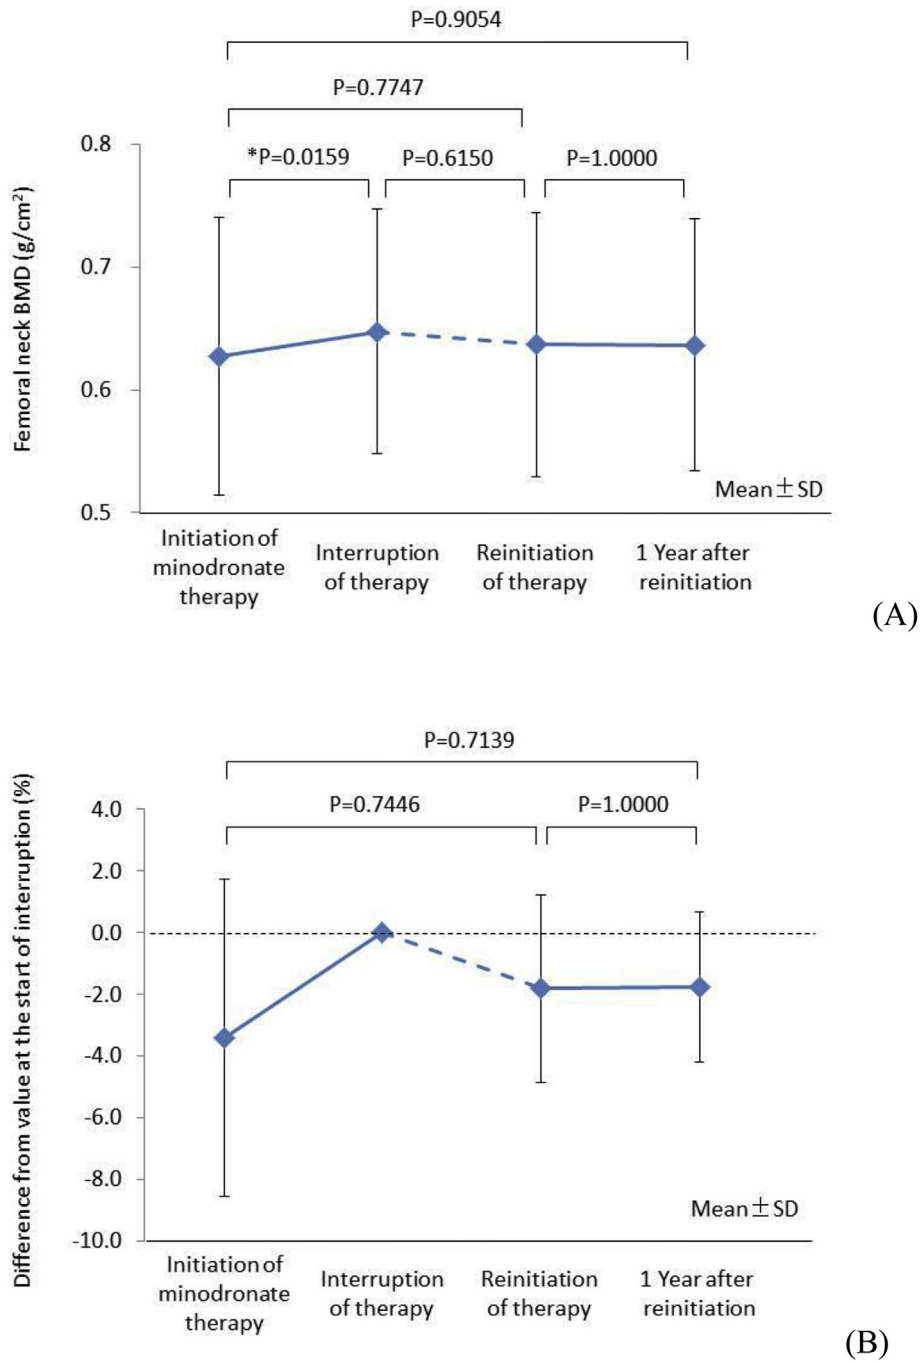 P=0.9054
P=0.7747
*P=0.0159 P=0.6150 P=1.0000
Femoral neck BMD (g/cm²)
0.8
0.7
0.6
0.5
Mean±SD
Initiation of
minodronate
therapy
Interruption
of therapy
Reinitiation
of therapy
1 Year after
reinitiation
(A)
P=0.7139
P=0.7446 P=1.0000
Difference from value at the start of interruption (%)
4.0
2.0
0.0
-2.0
-4.0
-6.0
-8.0
-10.0
Mean±SD
Initiation of
minodronate
therapy
Interruption
of therapy
Reinitiation
of therapy
1 Year after
reinitiation
(B)